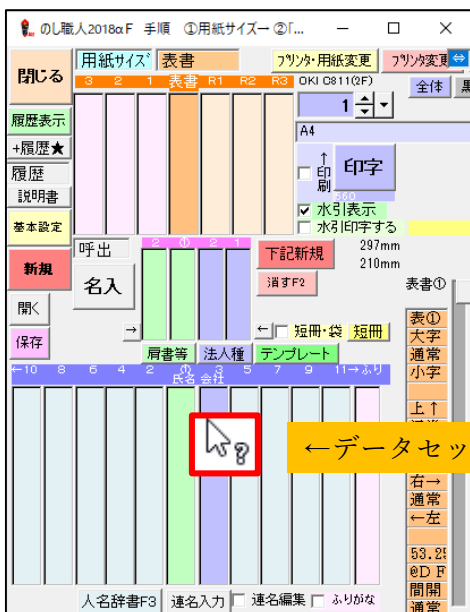 のし職人2018αF 手順 ①用紙サイズ→ ②「...
閉じる
用紙サイズ 表書
プリンタ・用紙変更 プリンタ変更
3 2 1 表書 R1 R2 R3 OKI C811(2F)
全体 黒
1
履歴表示
A4
+履歴★
↑印刷
印字
履歴
説明書
560
水引表示
基本設定
水引印字する
呼出
2 ① 2 1
297mm
下記新規
210mm
新規
名入
消すF2
表書①
開く
表①
保存
→
← 短冊・袋 短冊
大字
肩書等 法人種 テンプレート
通常
←10 8 6 4 2 ① 3 5 7 9 11→ふり
氏名 会社
小字
上↑
←データセッ
右→
通常
←左
53.25
@D F
間開
通常
人名辞書F3 連名入力 連名編集 ふりがな